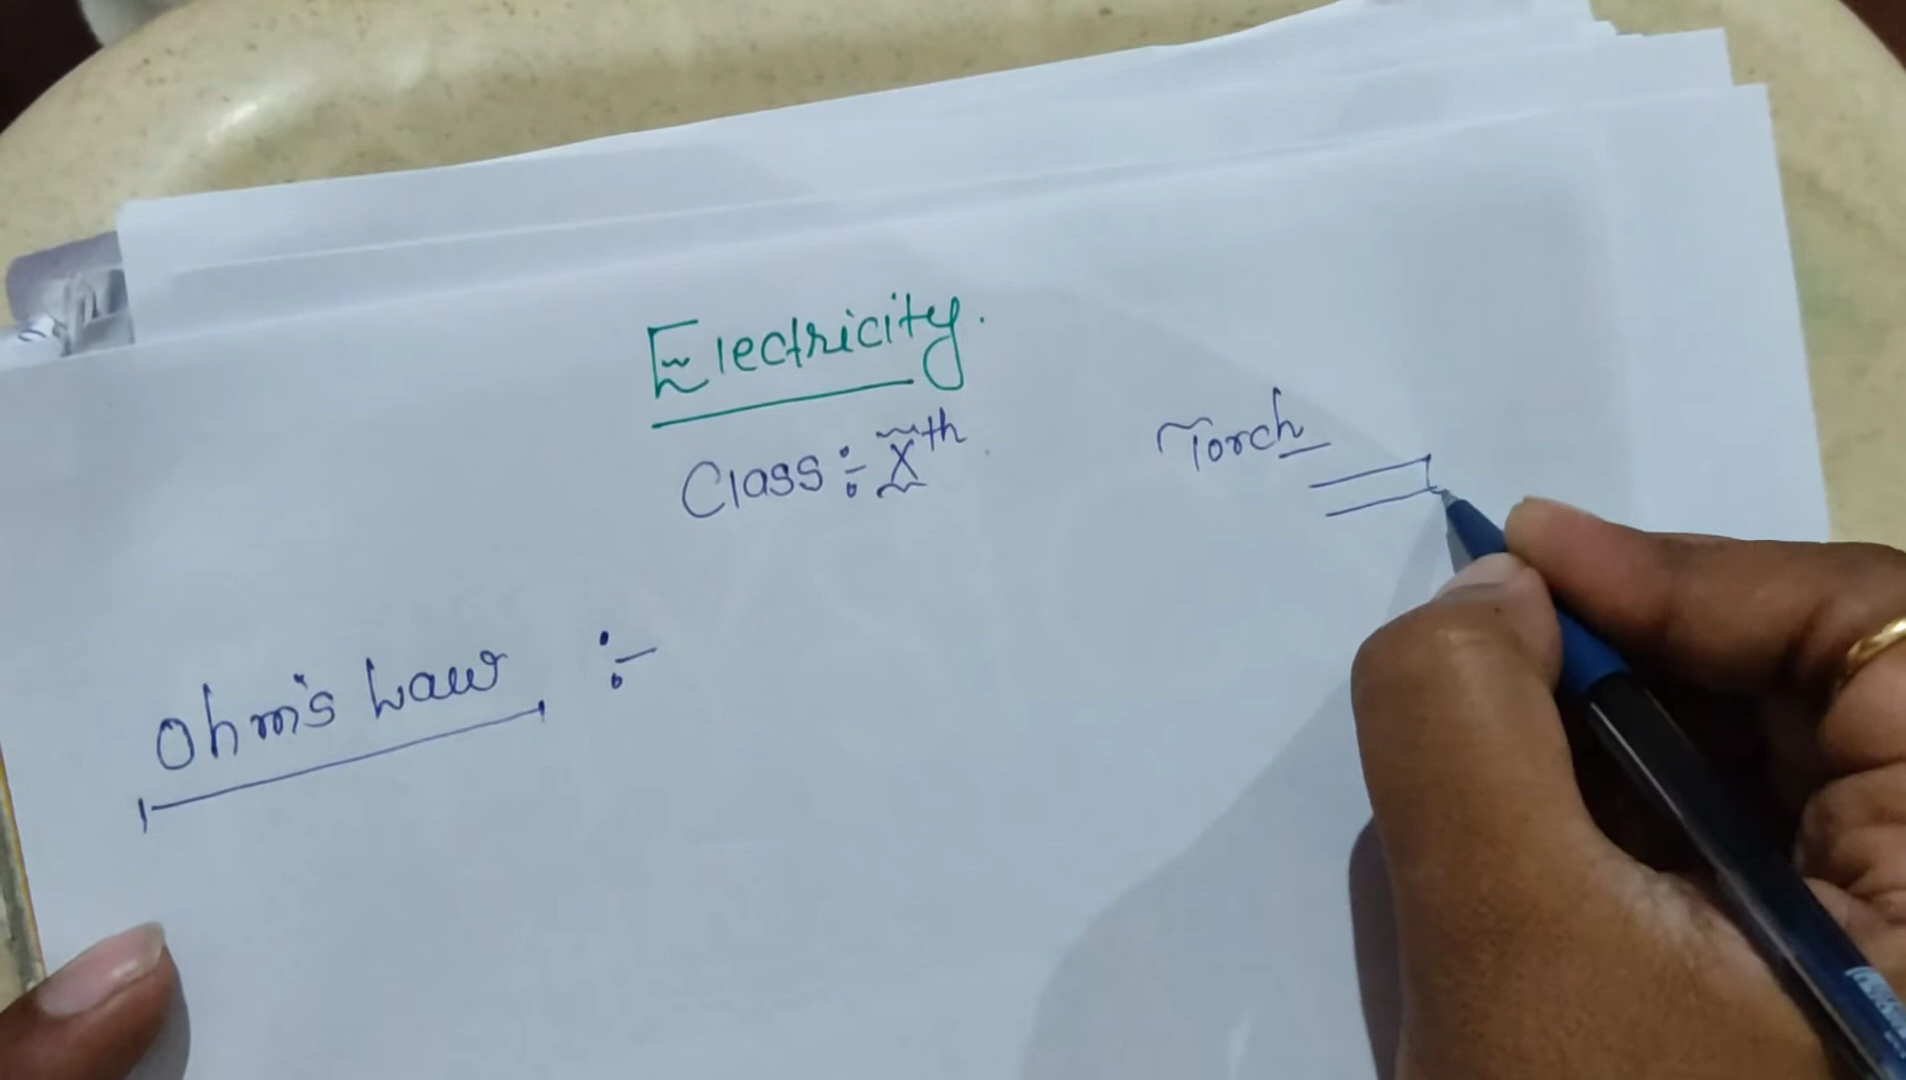 Electricity.
Class :- Xth
Torch
Ohm's Law :-